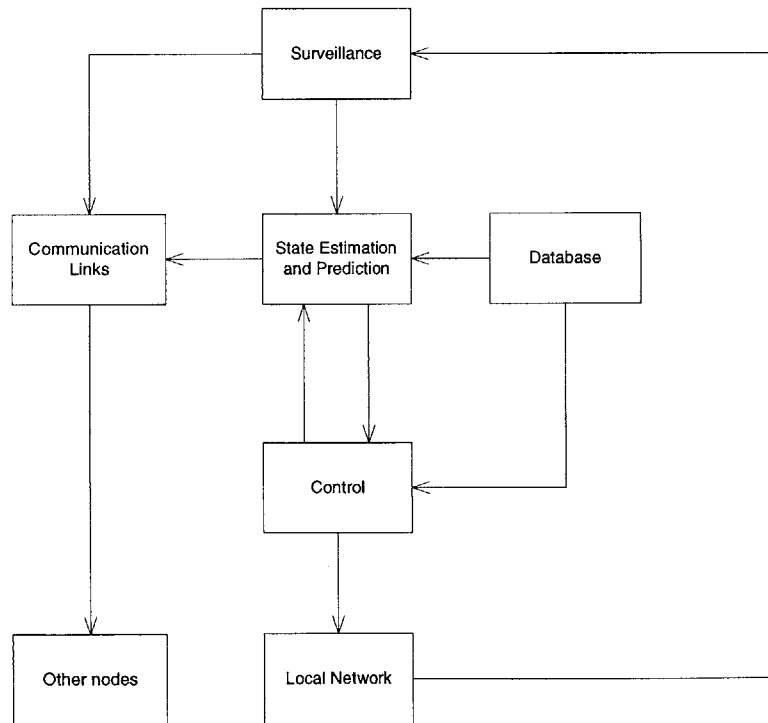 Surveillance
Communication
Links
State Estimation
and Prediction
Database
Control
Other nodes
Local Network